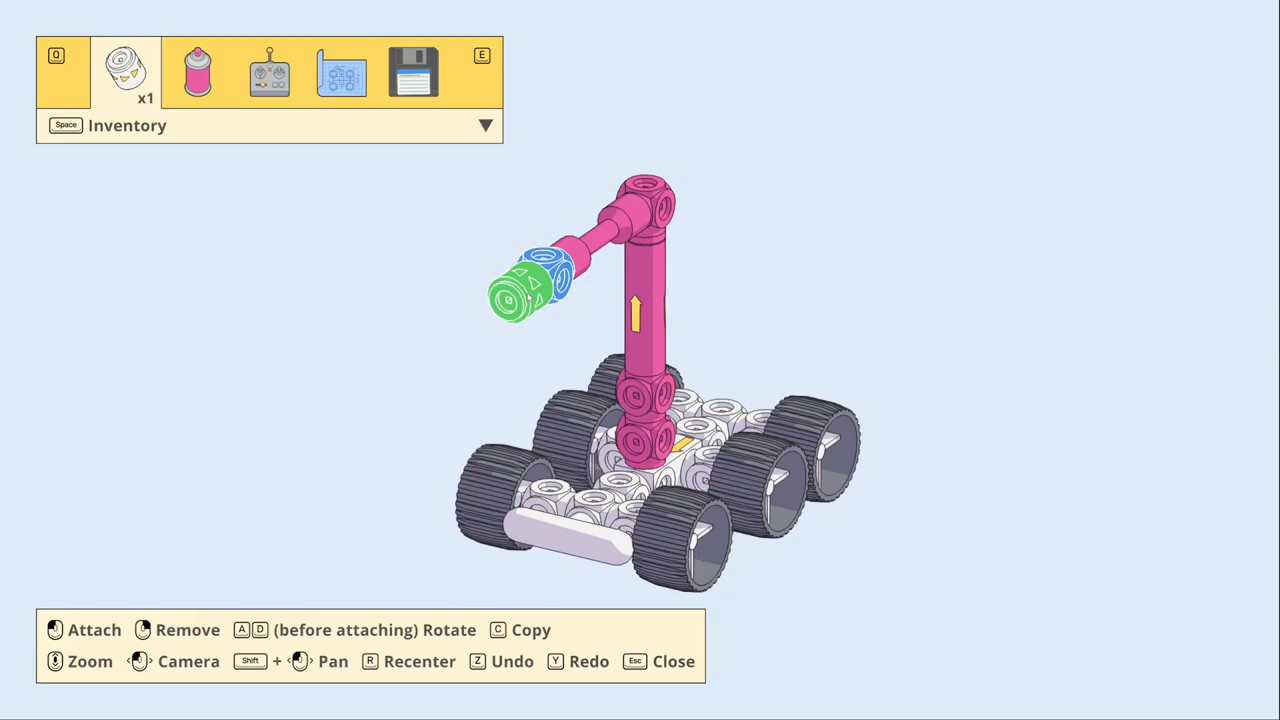 Q E
x1
Space Inventory
Attach Remove A D (before attaching) Rotate C Copy
Zoom Camera Shift + Pan R Recenter Z Undo Y Redo Esc Close